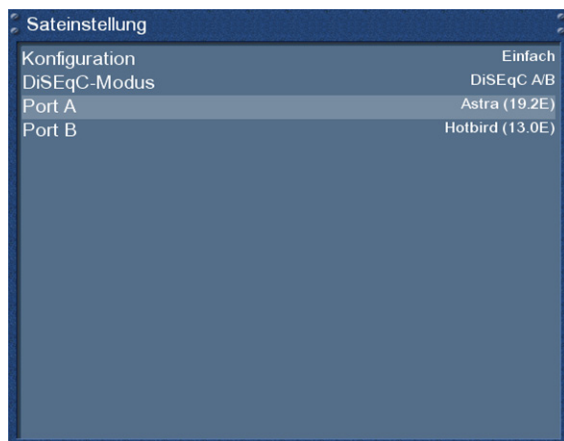 Sateinstellung
Konfiguration Einfach
DiSEqC-Modus DiSEqC A/B
Port A Astra (19.2E)
Port B Hotbird (13.0E)